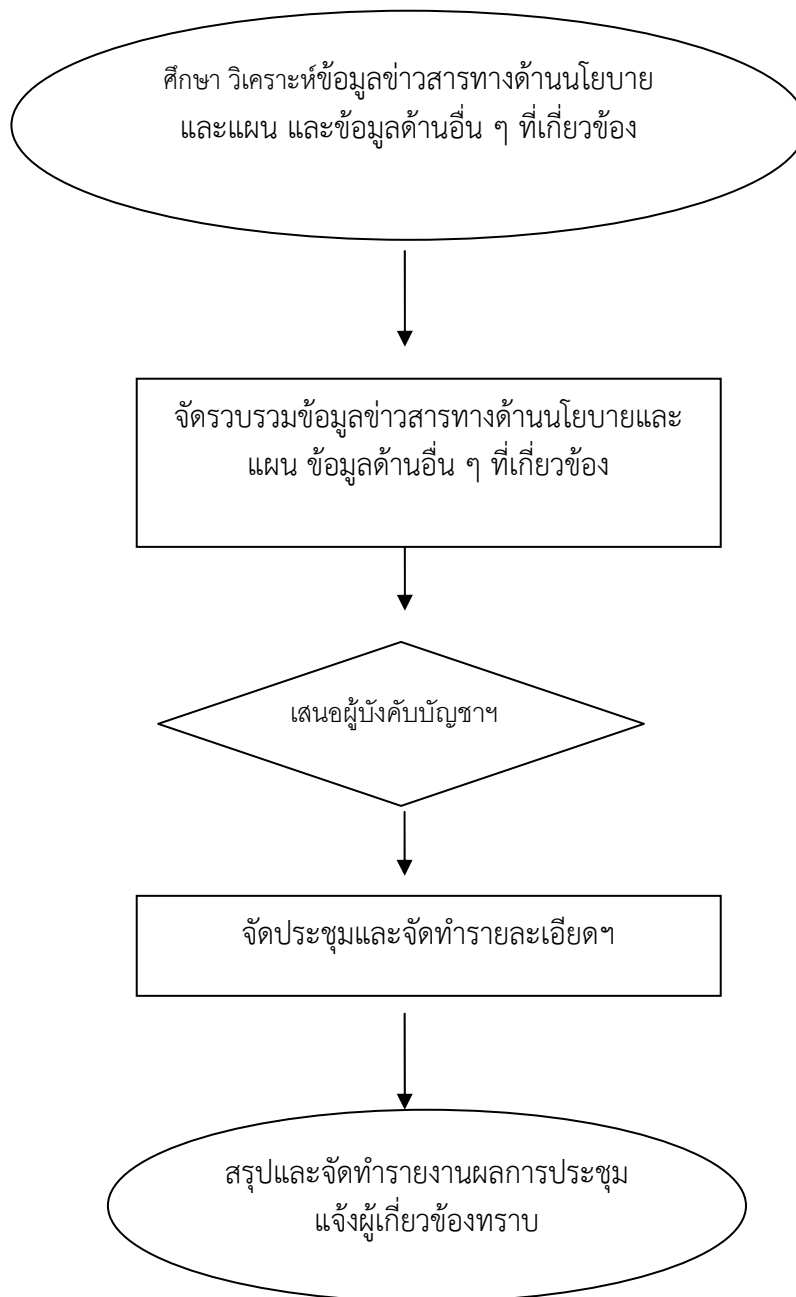 ศึกษา วิเคราะห์ข้อมูลข่าวสารทางด้านนโยบาย
และแผน และข้อมูลด้านอื่น ๆ ที่เกี่ยวข้อง
จัดรวบรวมข้อมูลข่าวสารทางด้านนโยบายและ
แผน ข้อมูลด้านอื่น ๆ ที่เกี่ยวข้อง
เสนอผู้บังคับบัญชาฯ
จัดประชุมและจัดทำรายละเอียดฯ
สรุปและจัดทำรายงานผลการประชุม
แจ้งผู้เกี่ยวข้องทราบ